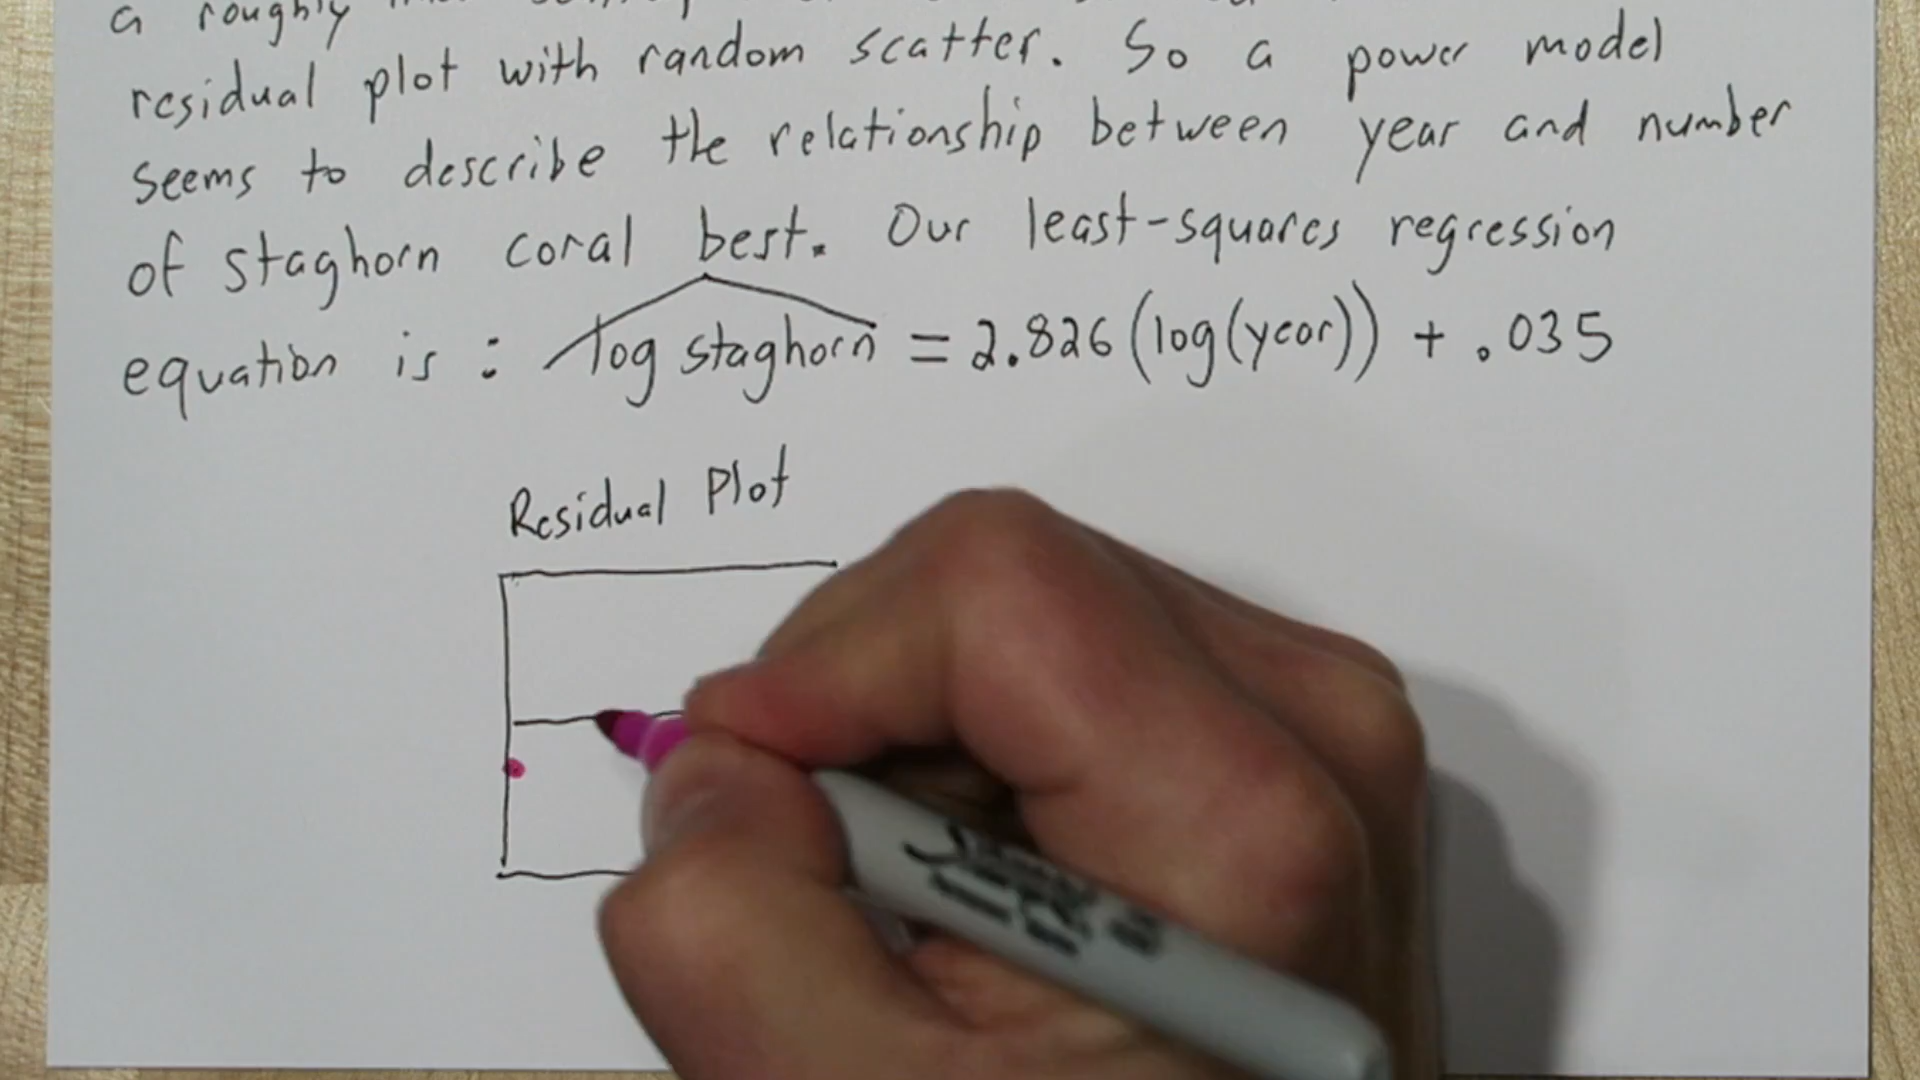 a roughly
residual plot with random scatter. So a power model
seems to describe the relationship between year and number
of staghorn coral best. Our least-squares regression
equation is : log staghorn = 2.826 (log(year)) + .035
Residual Plot